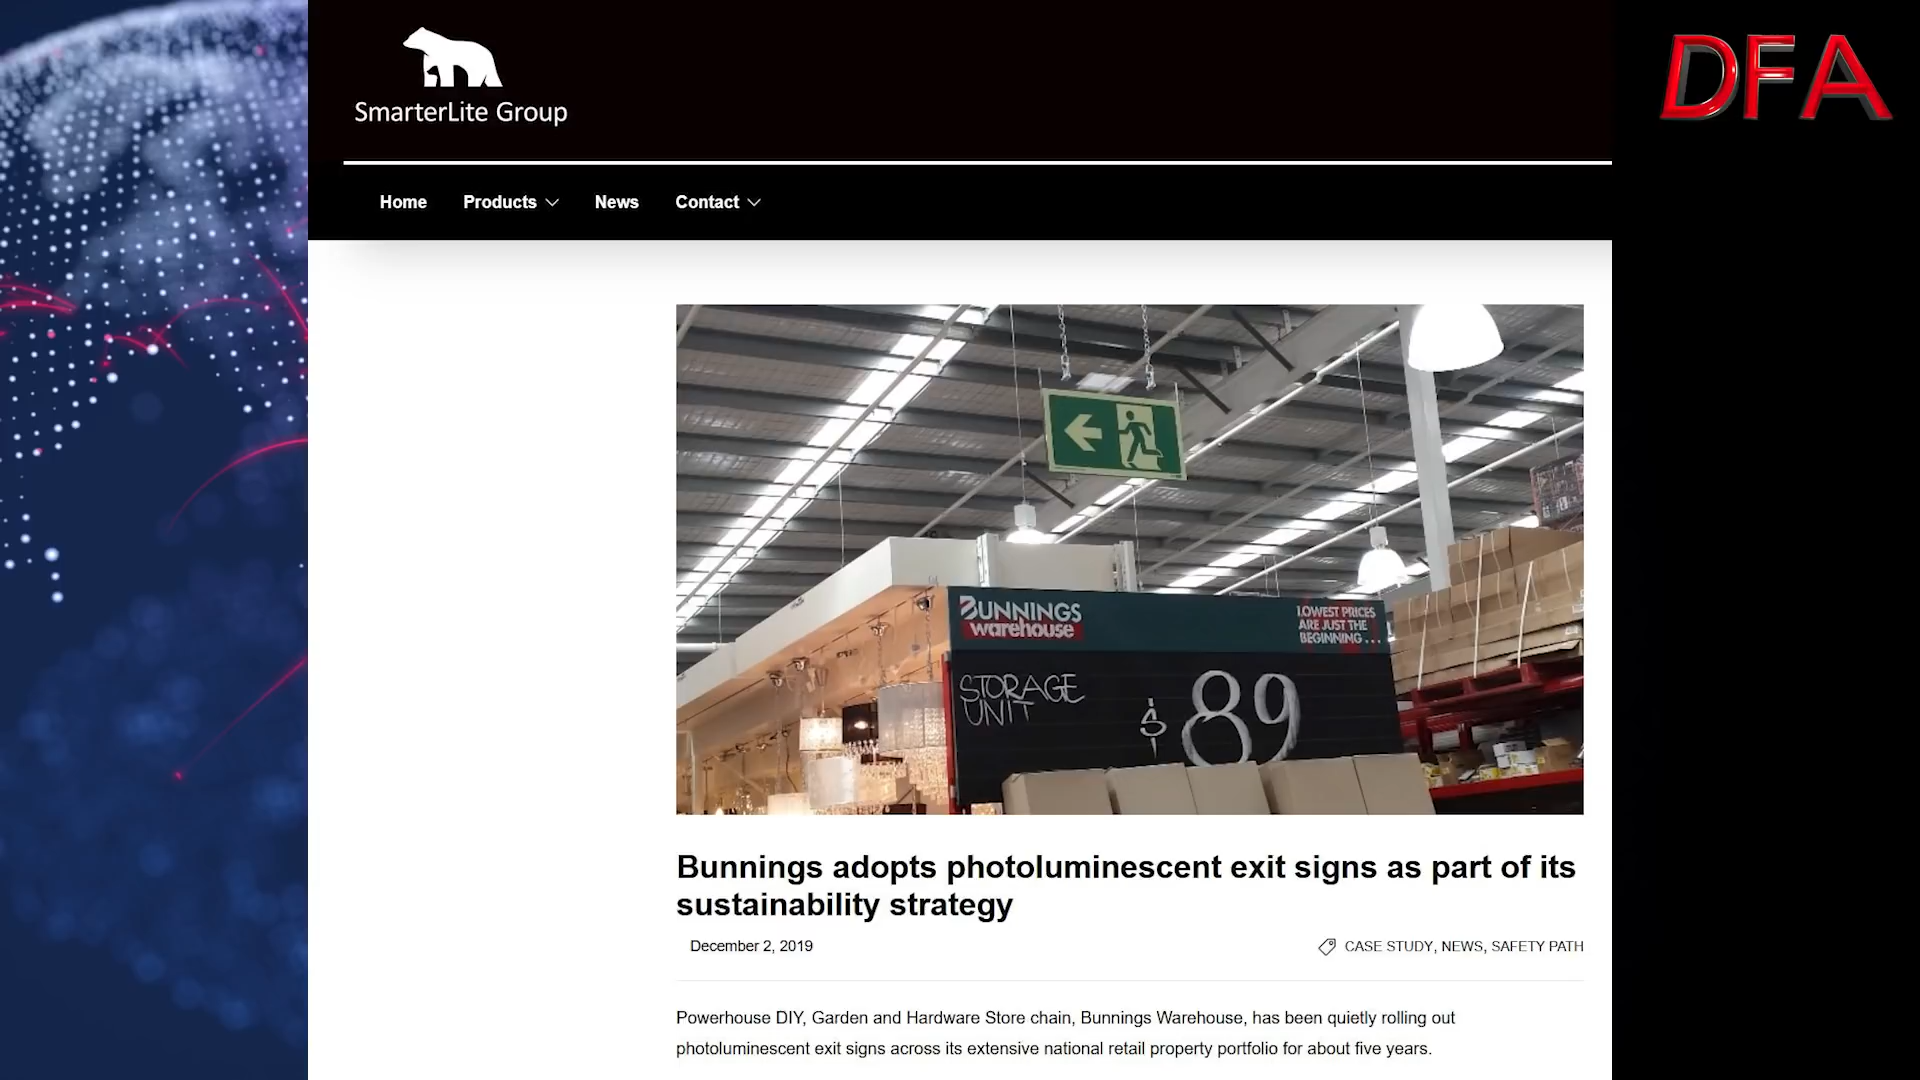 SmarterLite Group
DFA
Home
Products
News
Contact
BUNNINGS
warehouse
LOWEST PRICES
ARE JUST THE
BEGINNING...
STORAGE
UNIT
$89
Bunnings adopts photoluminescent exit signs as part of its
sustainability strategy
December 2, 2019
CASE STUDY, NEWS, SAFETY PATH
Powerhouse DIY, Garden and Hardware Store chain, Bunnings Warehouse, has been quietly rolling out
photoluminescent exit signs across its extensive national retail property portfolio for about five years.